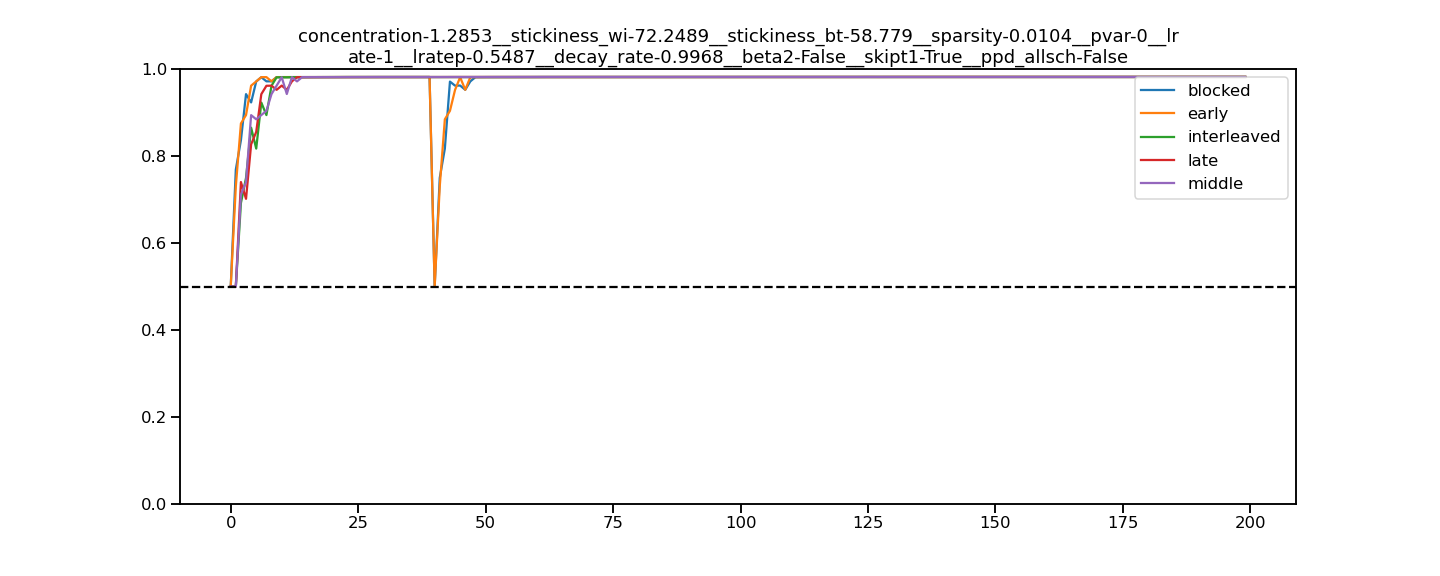 concentration-1.2853__stickiness_wi-72.2489__stickiness_bt-58.779__sparsity-0.0104__pvar-0__lr
ate-1__lratep-0.5487__decay_rate-0.9968__beta2-False__skipt1-True__ppd_allsch-False
1.0
0.8
0.6
0.4
0.2
0.0
blocked
early
interleaved
late
middle
0 25 50 75 100 125 150 175 200